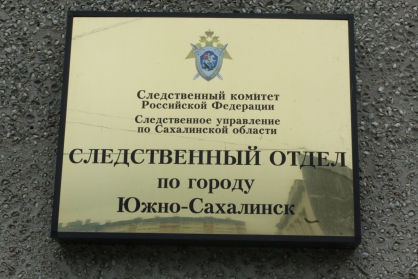 Следственный комитет
Российской Федерации
Следственное управление
по Сахалинской области
СЛЕДСТВЕННЫЙ ОТДЕЛ
по городу
Южно-Сахалинск